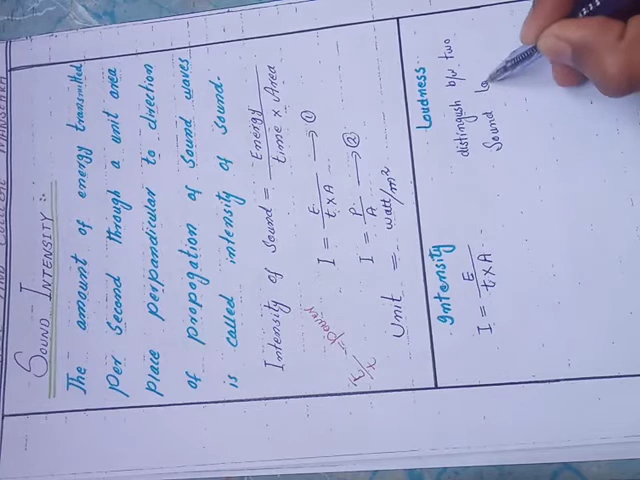 SOUND INTENSITY :-
The amount of energy transmitted
per second through a unit area
place perpandicular to direction
of propogation of sound waves
is called intensity of sound.
Intensity of sound = Energy / time × Area
I = E / t × A → ①
I = P / A → ②
= power
Unit = watt/m²
Intensity
I = E / t × A
Loudness
distinguish b/w two
Sound